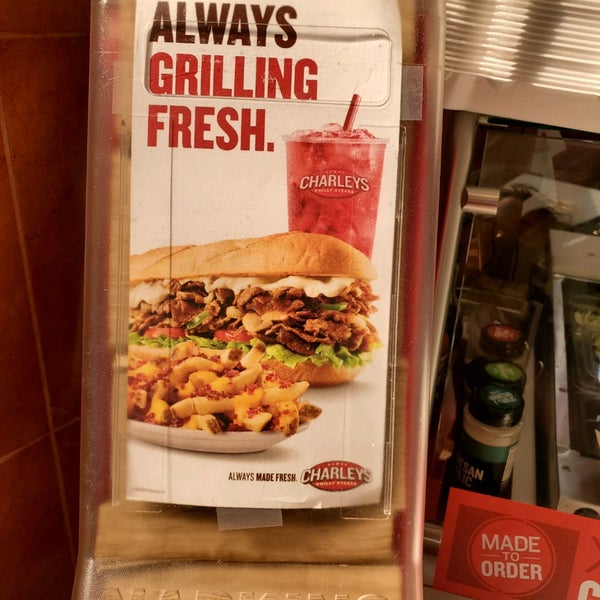 ALWAYS
GRILLING
FRESH.
CHARLEYS
PHILLY STEAKS
ALWAYS MADE FRESH.
CHARLEYS
PHILLY STEAKS
MADE
TO
ORDER